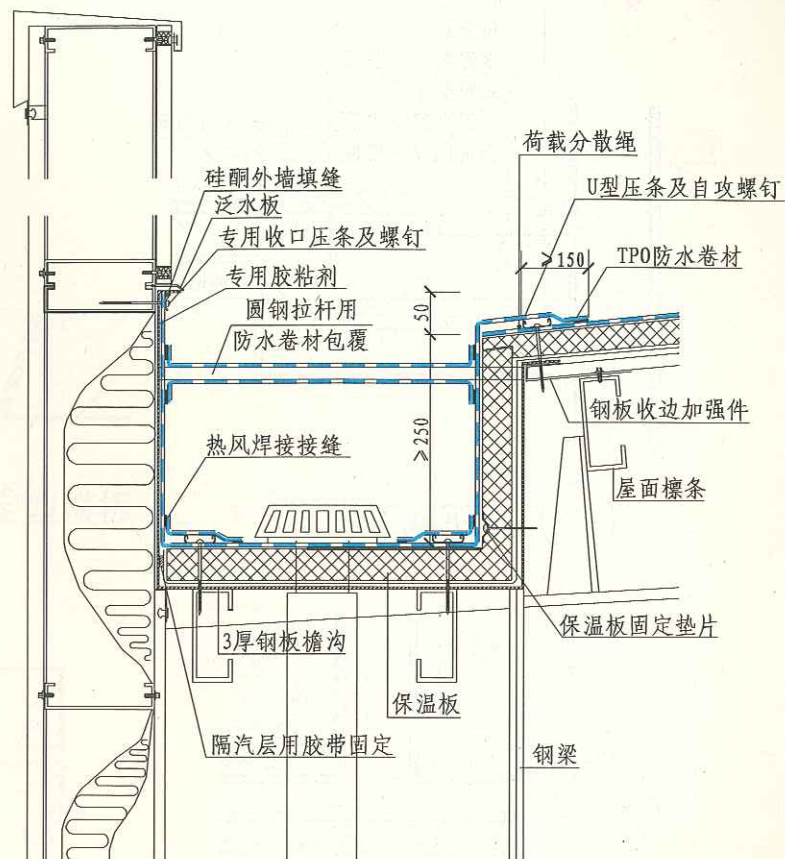 荷载分散绳
硅酮外墙填缝
U型压条及自攻螺钉
泛水板
专用收口压条及螺钉
≥150
TPO防水卷材
专用胶粘剂
圆钢拉杆用
防水卷材包覆
50
钢板收边加强件
热风焊接接缝
≥250
屋面檩条
保温板固定垫片
3厚钢板檐沟
保温板
隔汽层用胶带固定
钢梁